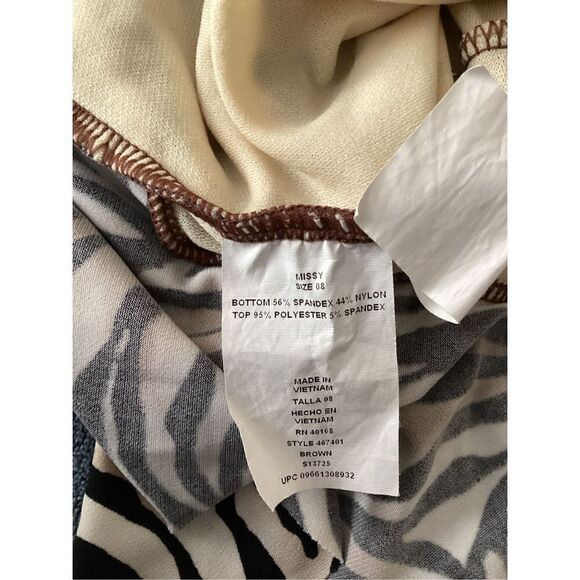 MISSY
SIZE 08
BOTTOM 56% SPANDEX 44% NYLON
TOP 95% POLYESTER 5% SPANDEX
MADE IN
VIETNAM
TALLA 08
HECHO EN
VIETNAM
RN 40168
STYLE 467401
BROWN
S13725
UPC 09661308932